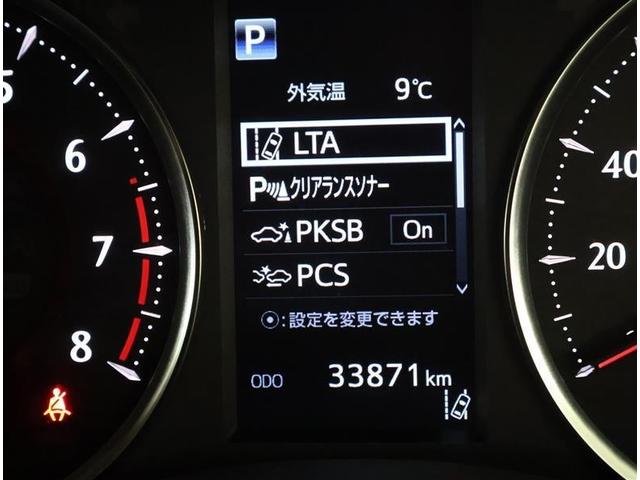 P
外気温 9℃
LTA
P クリアランスソナー
PKSB On
PCS
:設定を変更できます
ODO 33871 km
5
6
7
8
40
20